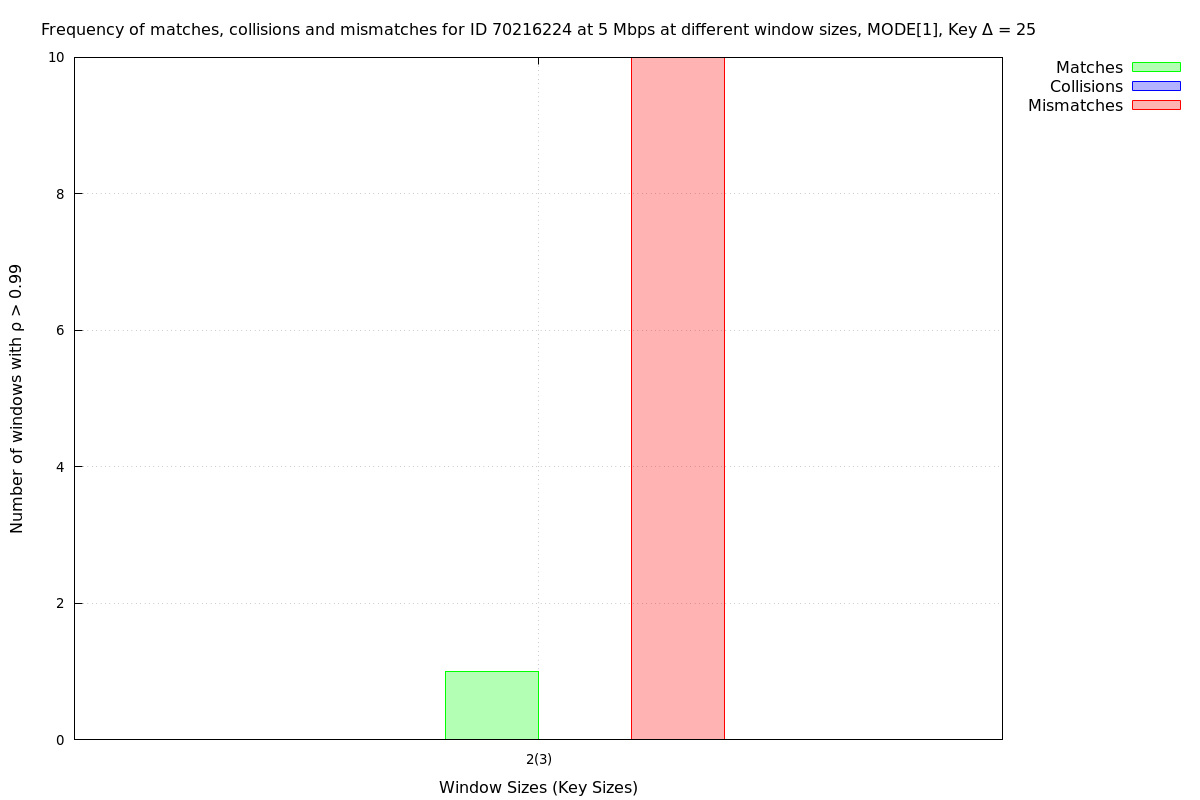 Frequency of matches, collisions and mismatches for ID 70216224 at 5 Mbps at different window sizes, MODE[1], Key Δ = 25
Matches
Collisions
Mismatches
Number of windows with ρ > 0.99
10
8
6
4
2
0
2(3)
Window Sizes (Key Sizes)